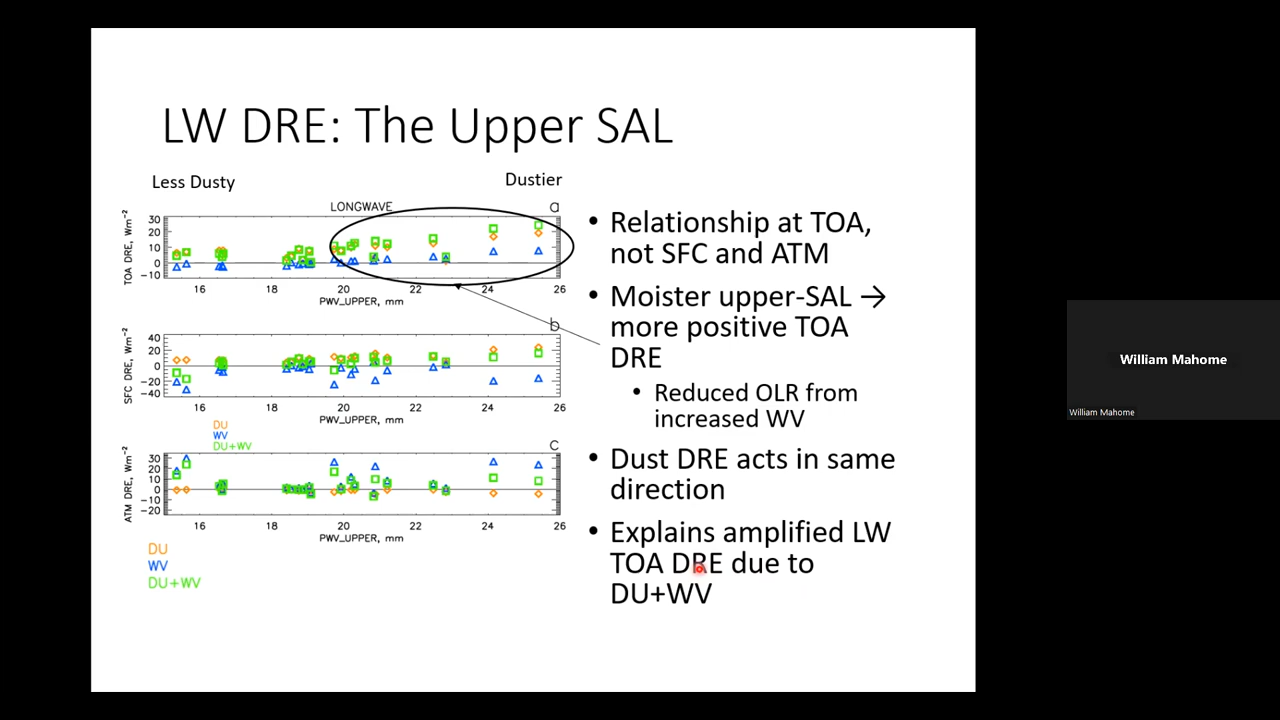 LW DRE: The Upper SAL
Less Dusty
Dustier
LONGWAVE
a
TOA DRE, Wm⁻²
30
20
10
0
−10
16 18 20 22 24 26
PWV_UPPER, mm
b
SFC DRE, Wm⁻²
40
20
0
−20
−40
16 18 20 22 24 26
PWV_UPPER, mm
DU
WV
DU+WV
c
ATM DRE, Wm⁻²
30
20
10
0
−10
−20
16 18 20 22 24 26
PWV_UPPER, mm
DU
WV
DU+WV
• Relationship at TOA,
not SFC and ATM
• Moister upper-SAL →
more positive TOA
DRE
• Reduced OLR from
increased WV
• Dust DRE acts in same
direction
• Explains amplified LW
TOA DRE due to
DU+WV
William Mahome
William Mahome